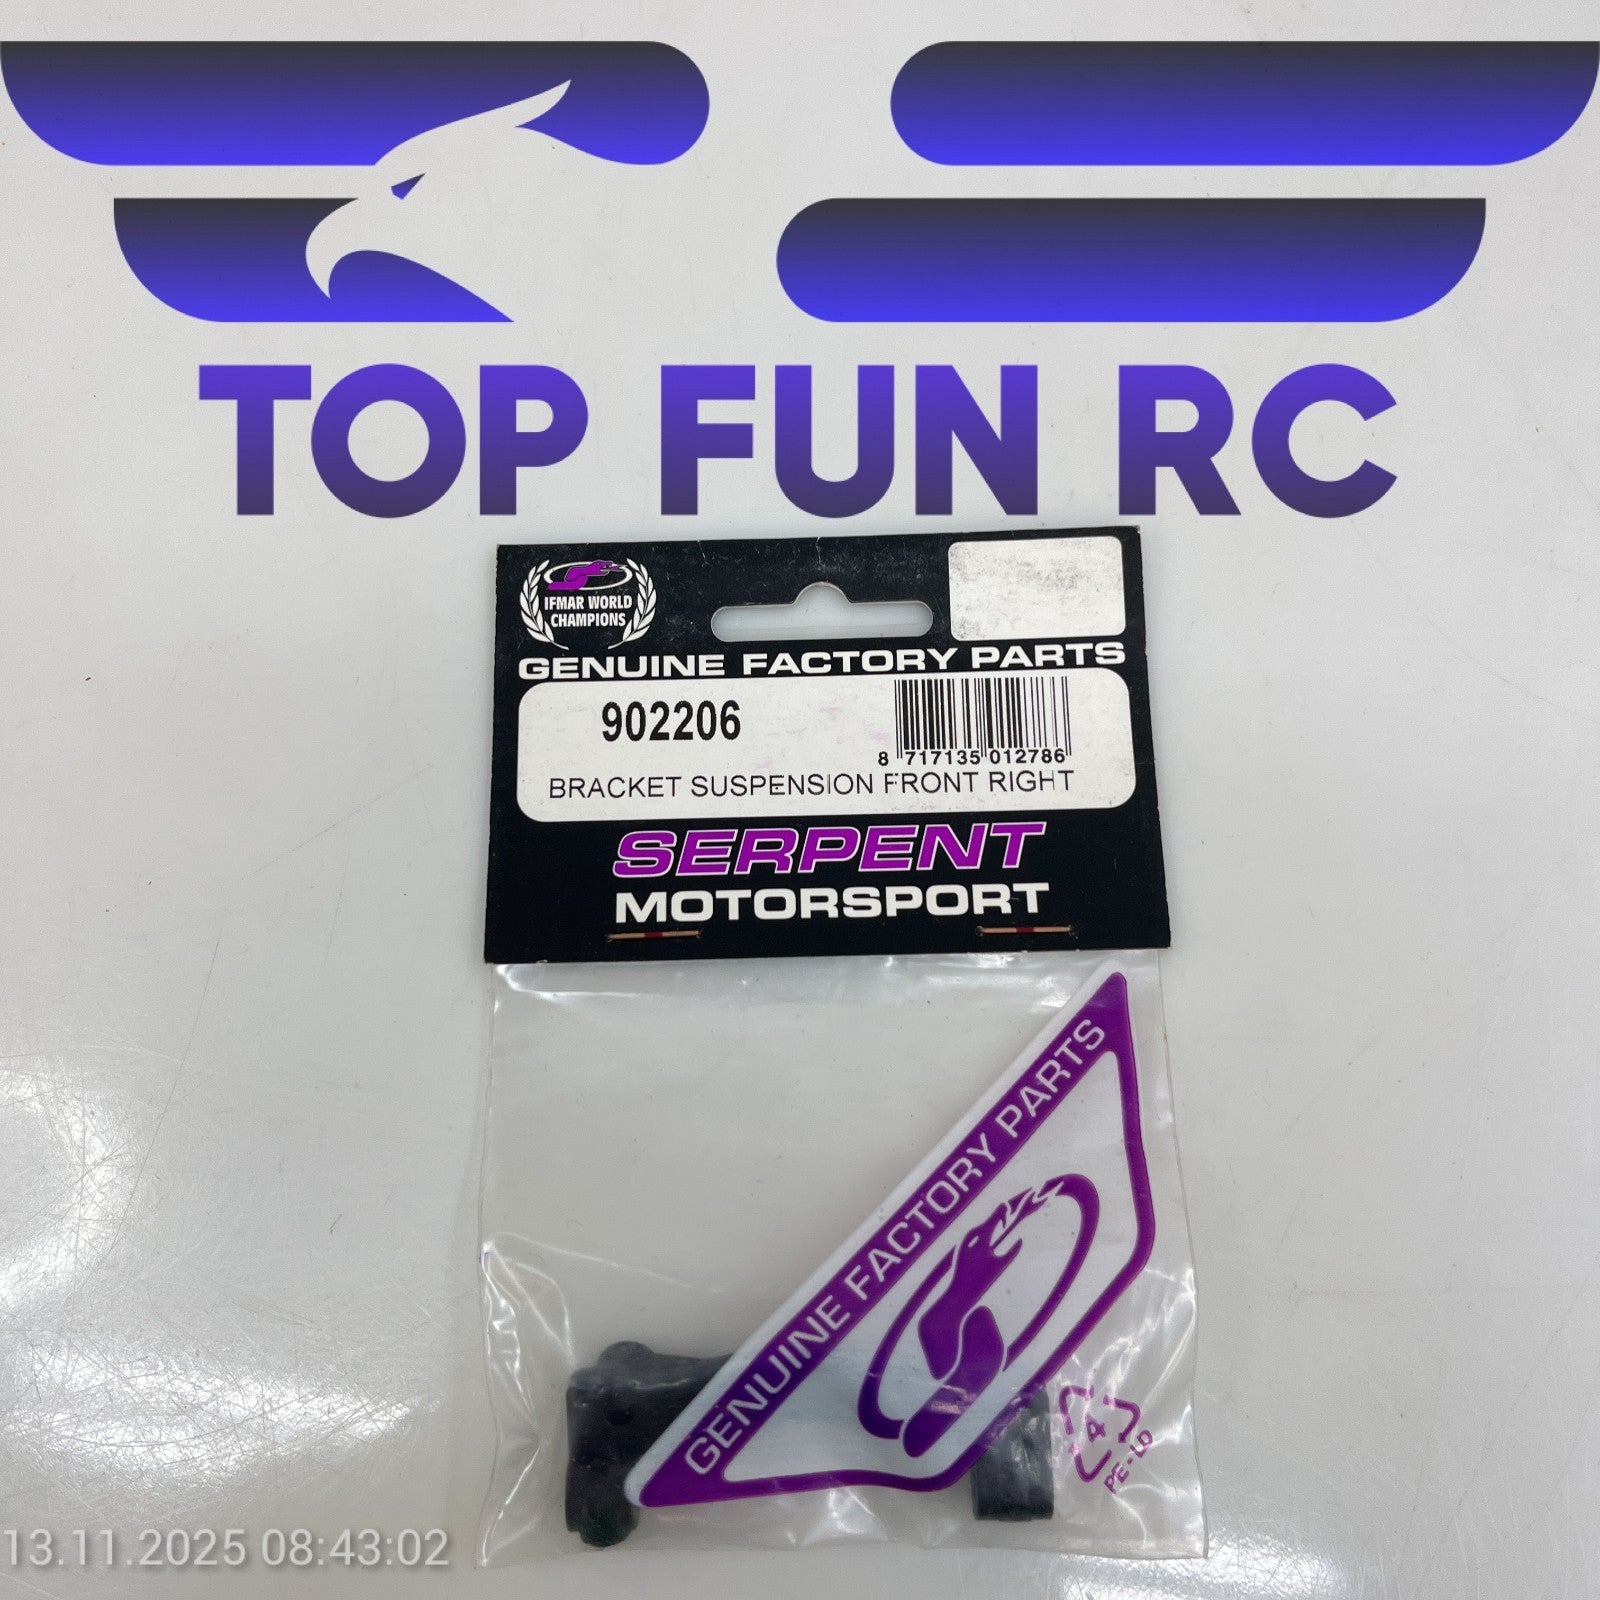 TOP FUN RC
IFMAR WORLD
CHAMPIONS
GENUINE FACTORY PARTS
902206
8 717135 012786
BRACKET SUSPENSION FRONT RIGHT
SERPENT
MOTORSPORT
GENUINE FACTORY PARTS
4
PE-LD
13.11.2025 08:43:02